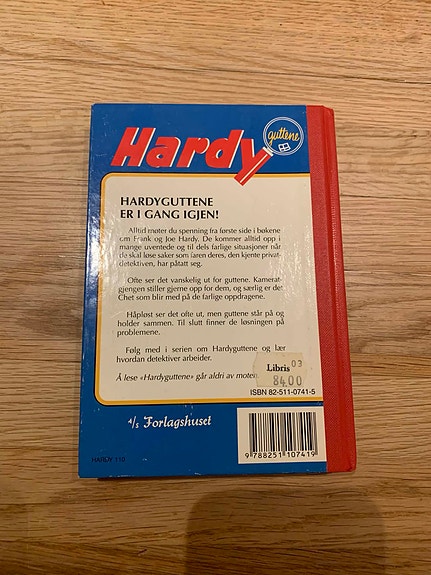 Hardy
guttene
HARDYGUTTENE
ER I GANG IGJEN!
Alltid møter du spenning fra første side i bøkene
om Frank og Joe Hardy. De kommer alltid opp i
mange uventede og til dels farlige situasjoner når
de skal løse saker som faren deres, den kjente privat-
detektiven, har påtatt seg.
Ofte ser det vanskelig ut for guttene. Kamerat-
gjengen stiller gjerne opp for dem, og særlig er det
Chet som blir med på de farlige oppdragene.
Håpløst ser det ofte ut, men guttene står på og
holder sammen. Til slutt finner de løsningen på
problemene.
Følg med i serien om Hardyguttene og lær
hvordan detektiver arbeider.
Å lese «Hardyguttene» går aldri av moten
Libris 03
84.00
ISBN 82-511-0741-5
A/s Forlagshuset
9 788251 107419
HARDY 110